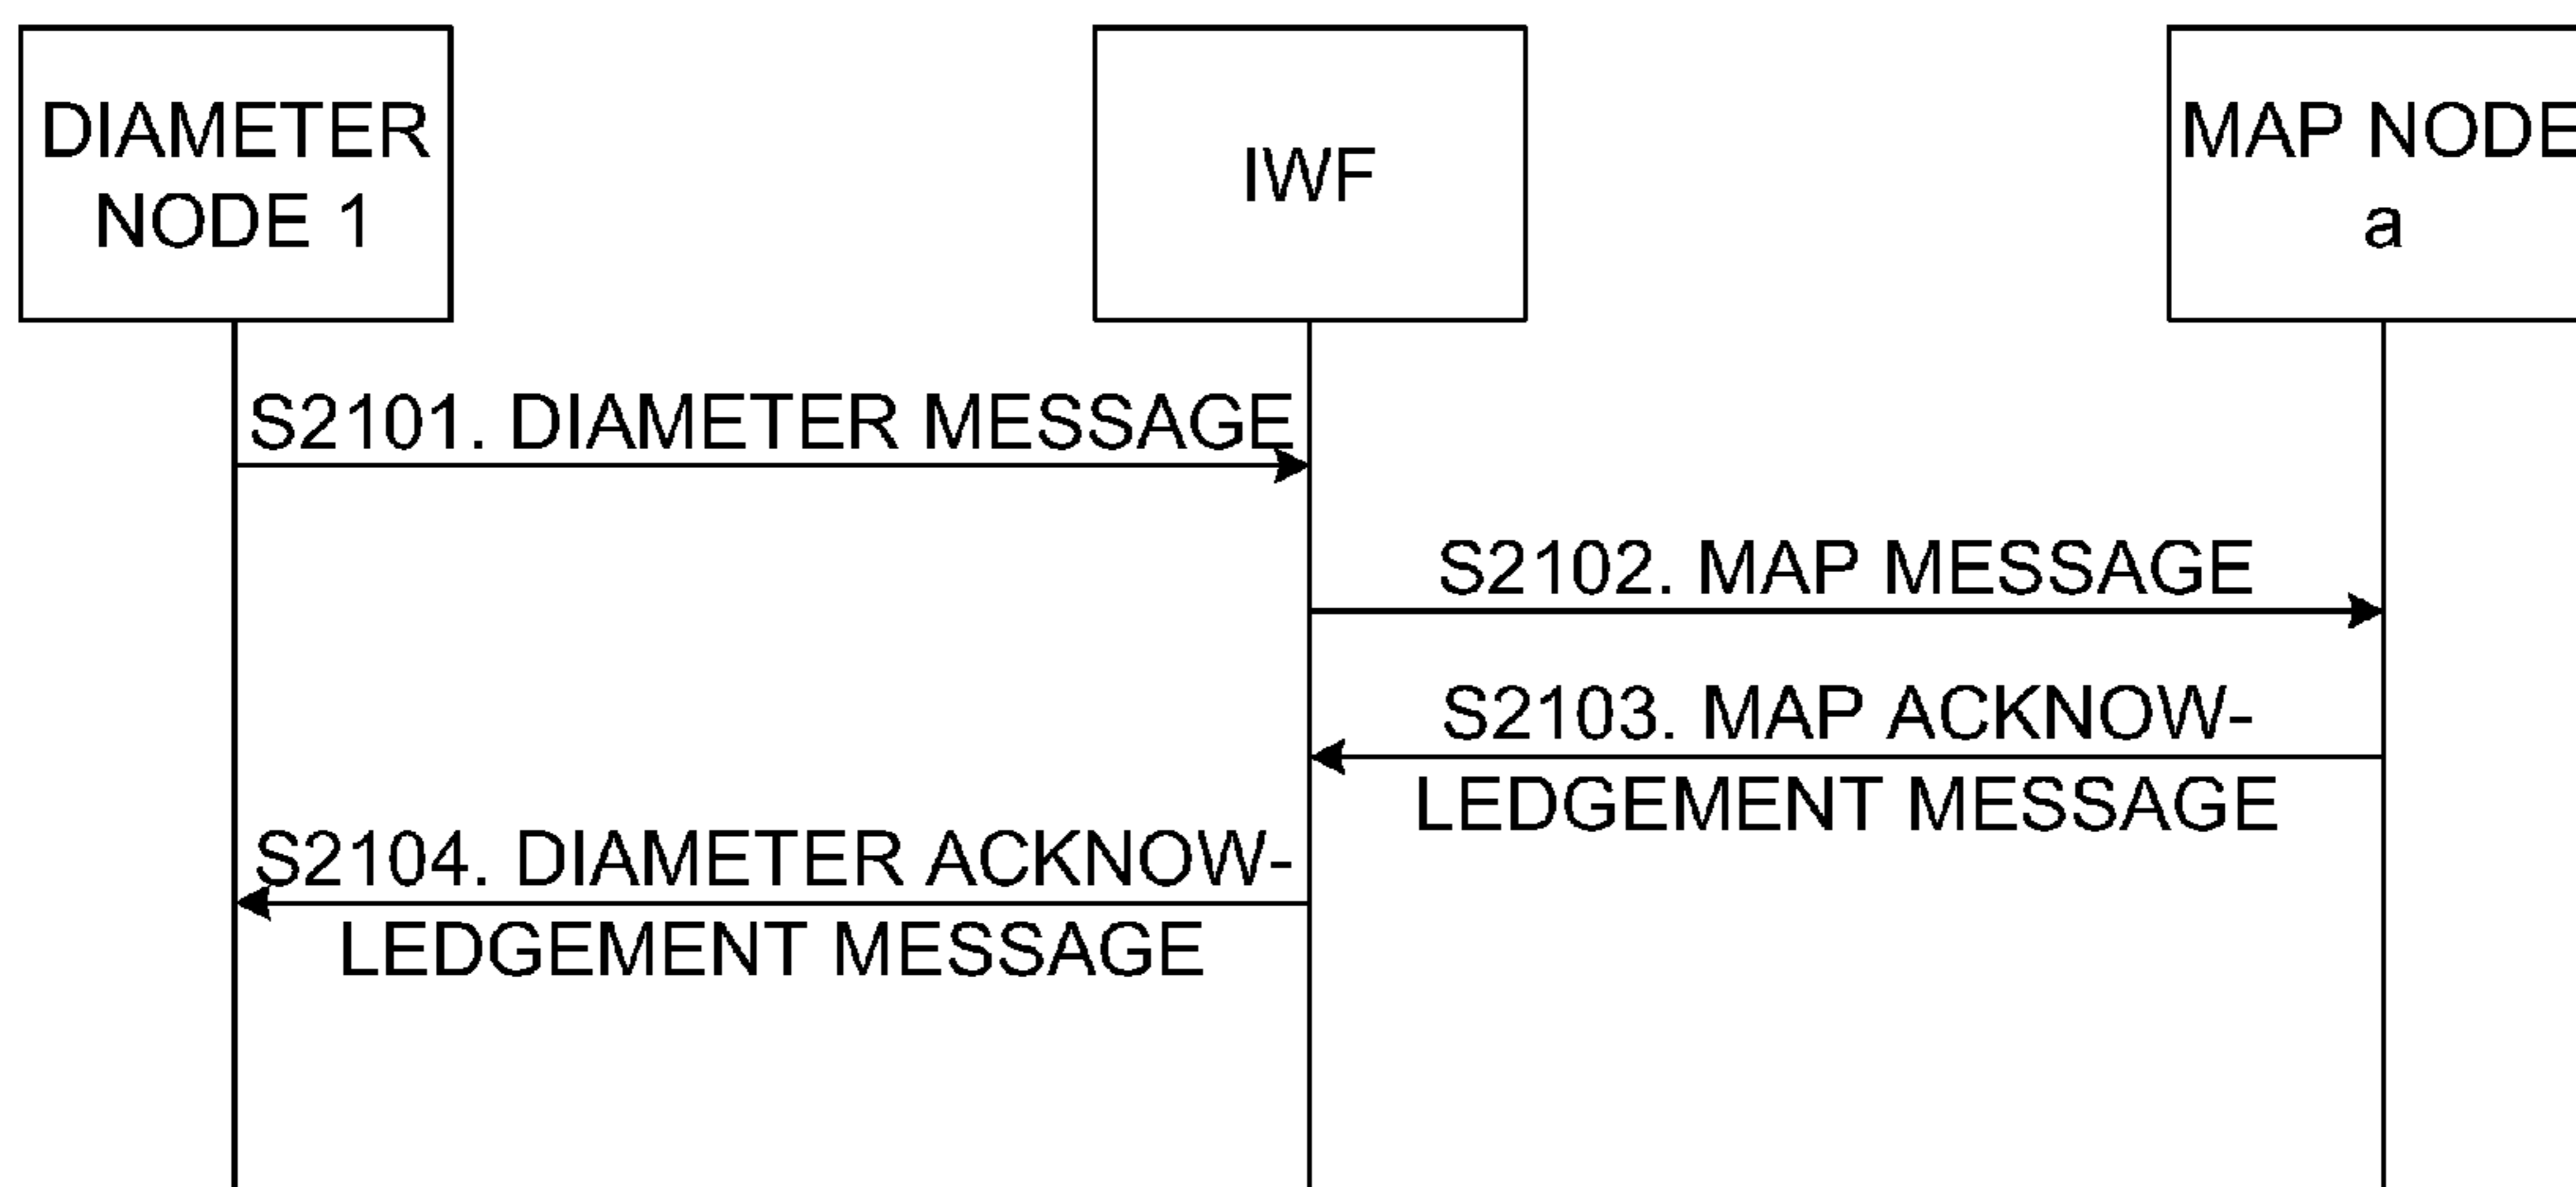 DIAMETER
NODE 1
IWF
MAP NODE
a
S2101. DIAMETER MESSAGE
S2102. MAP MESSAGE
S2103. MAP ACKNOW-
LEDGEMENT MESSAGE
S2104. DIAMETER ACKNOW-
LEDGEMENT MESSAGE